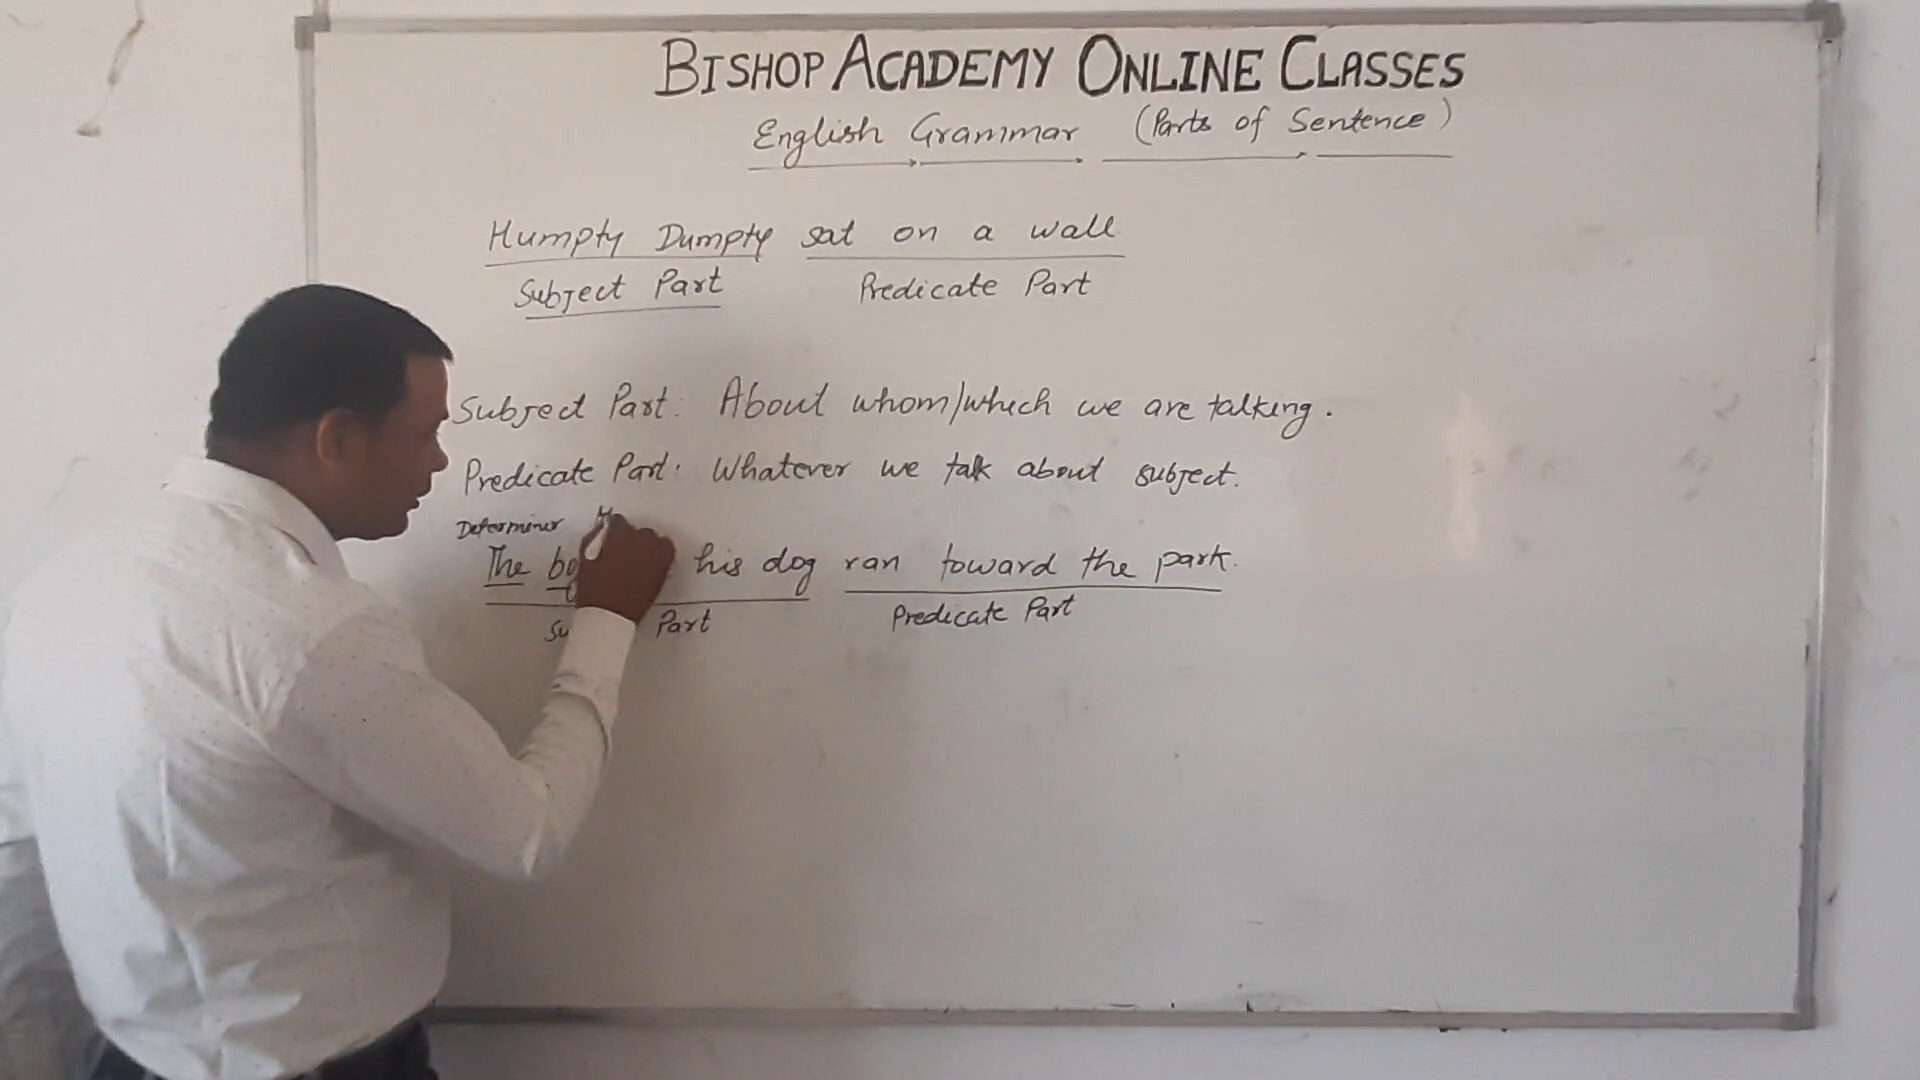 BISHOP ACADEMY ONLINE CLASSES
English Grammar (Parts of Sentence)
Humpty Dumpty sat on a wall
Subject Part Predicate Part
Subject Part: About whom/which we are talking.
Predicate Part: Whatever we talk about subject.
Determiner
The his dog ran toward the park.
Part Predicate Part